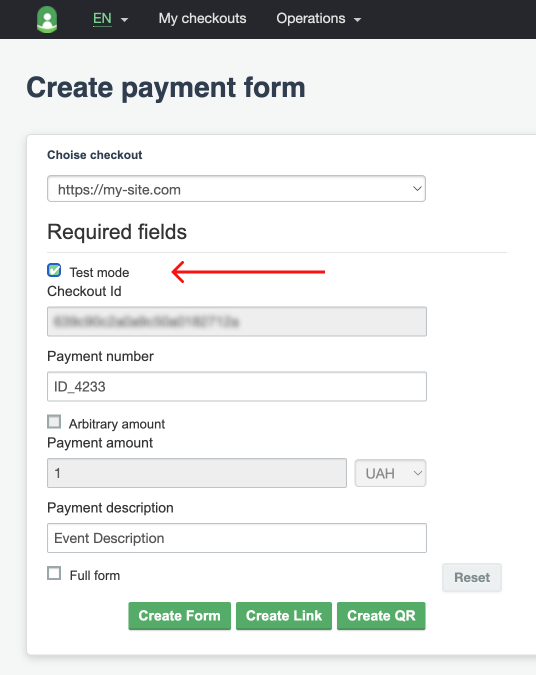 EN
My checkouts
Operations
Create payment form
Choise checkout
https://my-site.com
Required fields
Test mode
Checkout Id
Payment number
ID_4233
Arbitrary amount
Payment amount
1
UAH
Payment description
Event Description
Full form
Reset
Create Form
Create Link
Create QR